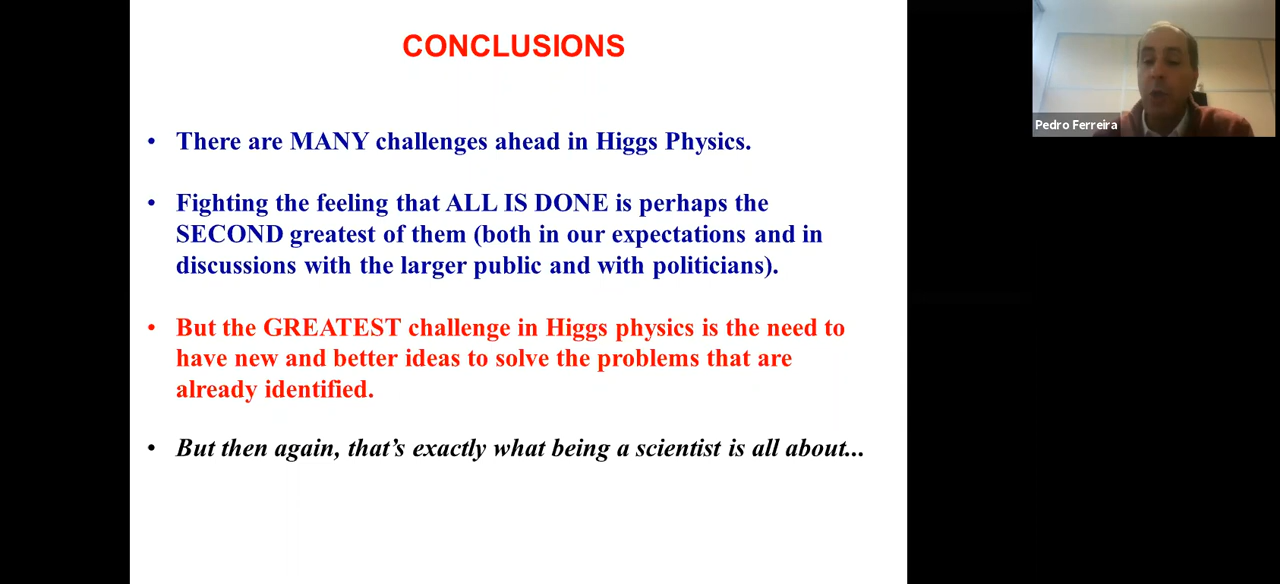 CONCLUSIONS
• There are MANY challenges ahead in Higgs Physics.
• Fighting the feeling that ALL IS DONE is perhaps the
SECOND greatest of them (both in our expectations and in
discussions with the larger public and with politicians).
• But the GREATEST challenge in Higgs physics is the need to
have new and better ideas to solve the problems that are
already identified.
• But then again, that’s exactly what being a scientist is all about...
Pedro Ferreira